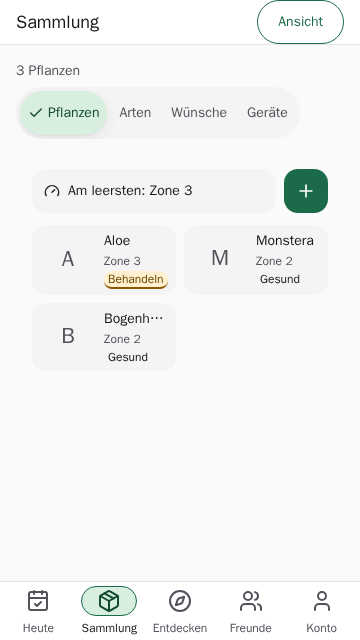 Sammlung
Ansicht
3 Pflanzen
Pflanzen Arten Wünsche Geräte
Am leersten: Zone 3
A
Aloe
Zone 3
Behandeln
M
Monstera
Zone 2
Gesund
B
Bogenh···
Zone 2
Gesund
Heute Sammlung Entdecken Freunde Konto